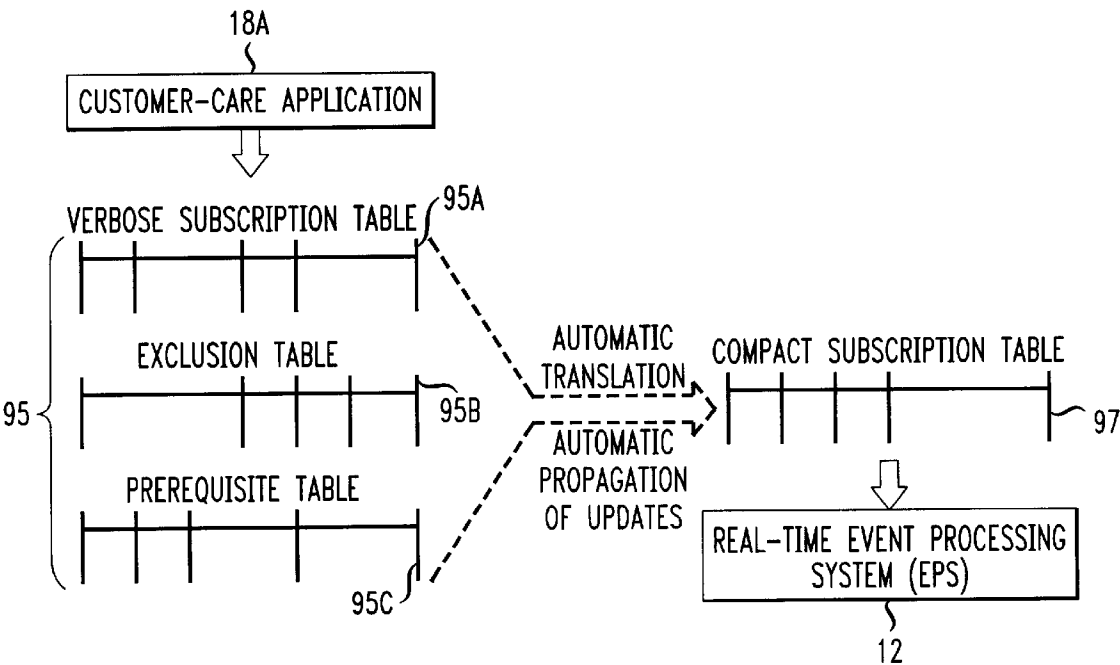 18A
CUSTOMER-CARE APPLICATION
VERBOSE SUBSCRIPTION TABLE
95A
EXCLUSION TABLE
95B
95
PREREQUISITE TABLE
95C
AUTOMATIC
TRANSLATION
AUTOMATIC
PROPAGATION
OF UPDATES
COMPACT SUBSCRIPTION TABLE
97
REAL-TIME EVENT PROCESSING
SYSTEM (EPS)
12